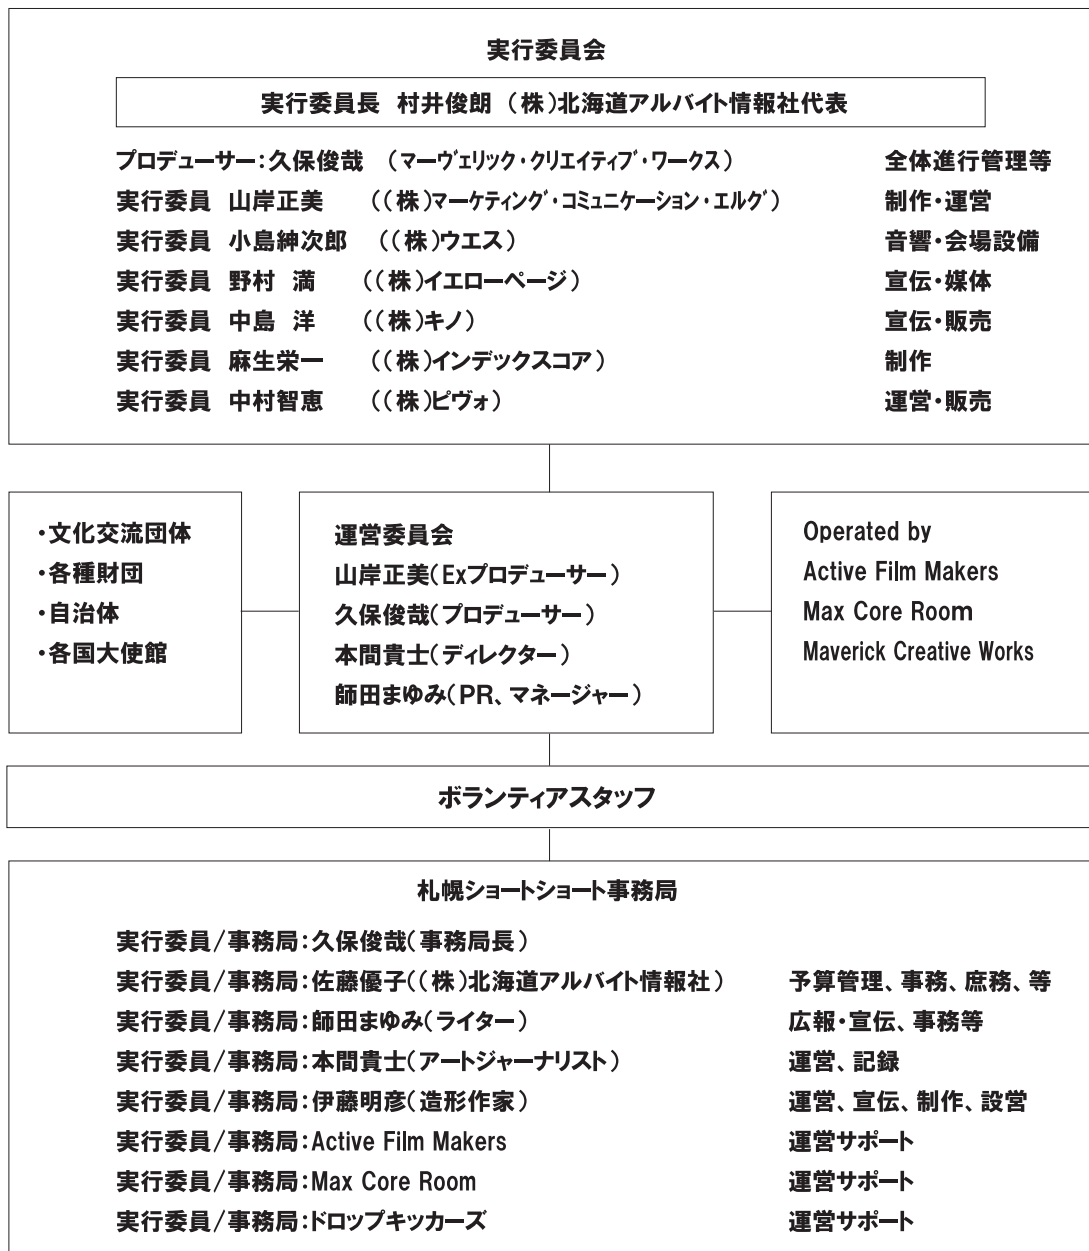 実行委員会
実行委員長 村井俊朗 (株)北海道アルバイト情報社代表
プロデューサー:久保俊哉 (マーヴェリック・クリエイティブ・ワークス) 全体進行管理等
実行委員 山岸正美 ((株)マーケティング・コミュニケーション・エルグ) 制作・運営
実行委員 小島紳次郎 ((株)ウエス) 音響・会場設備
実行委員 野村 満 ((株)イエローページ) 宣伝・媒体
実行委員 中島 洋 ((株)キノ) 宣伝・販売
実行委員 麻生栄一 ((株)インデックスコア) 制作
実行委員 中村智恵 ((株)ピヴォ) 運営・販売
・文化交流団体
・各種財団
・自治体
・各国大使館
運営委員会
山岸正美(Exプロデューサー)
久保俊哉(プロデューサー)
本間貴士(ディレクター)
師田まゆみ(PR、マネージャー)
Operated by
Active Film Makers
Max Core Room
Maverick Creative Works
ボランティアスタッフ
札幌ショートショート事務局
実行委員/事務局:久保俊哉(事務局長)
実行委員/事務局:佐藤優子((株)北海道アルバイト情報社) 予算管理、事務、庶務、等
実行委員/事務局:師田まゆみ(ライター) 広報・宣伝、事務等
実行委員/事務局:本間貴士(アートジャーナリスト) 運営、記録
実行委員/事務局:伊藤明彦(造形作家) 運営、宣伝、制作、設営
実行委員/事務局:Active Film Makers 運営サポート
実行委員/事務局:Max Core Room 運営サポート
実行委員/事務局:ドロップキッカーズ 運営サポート